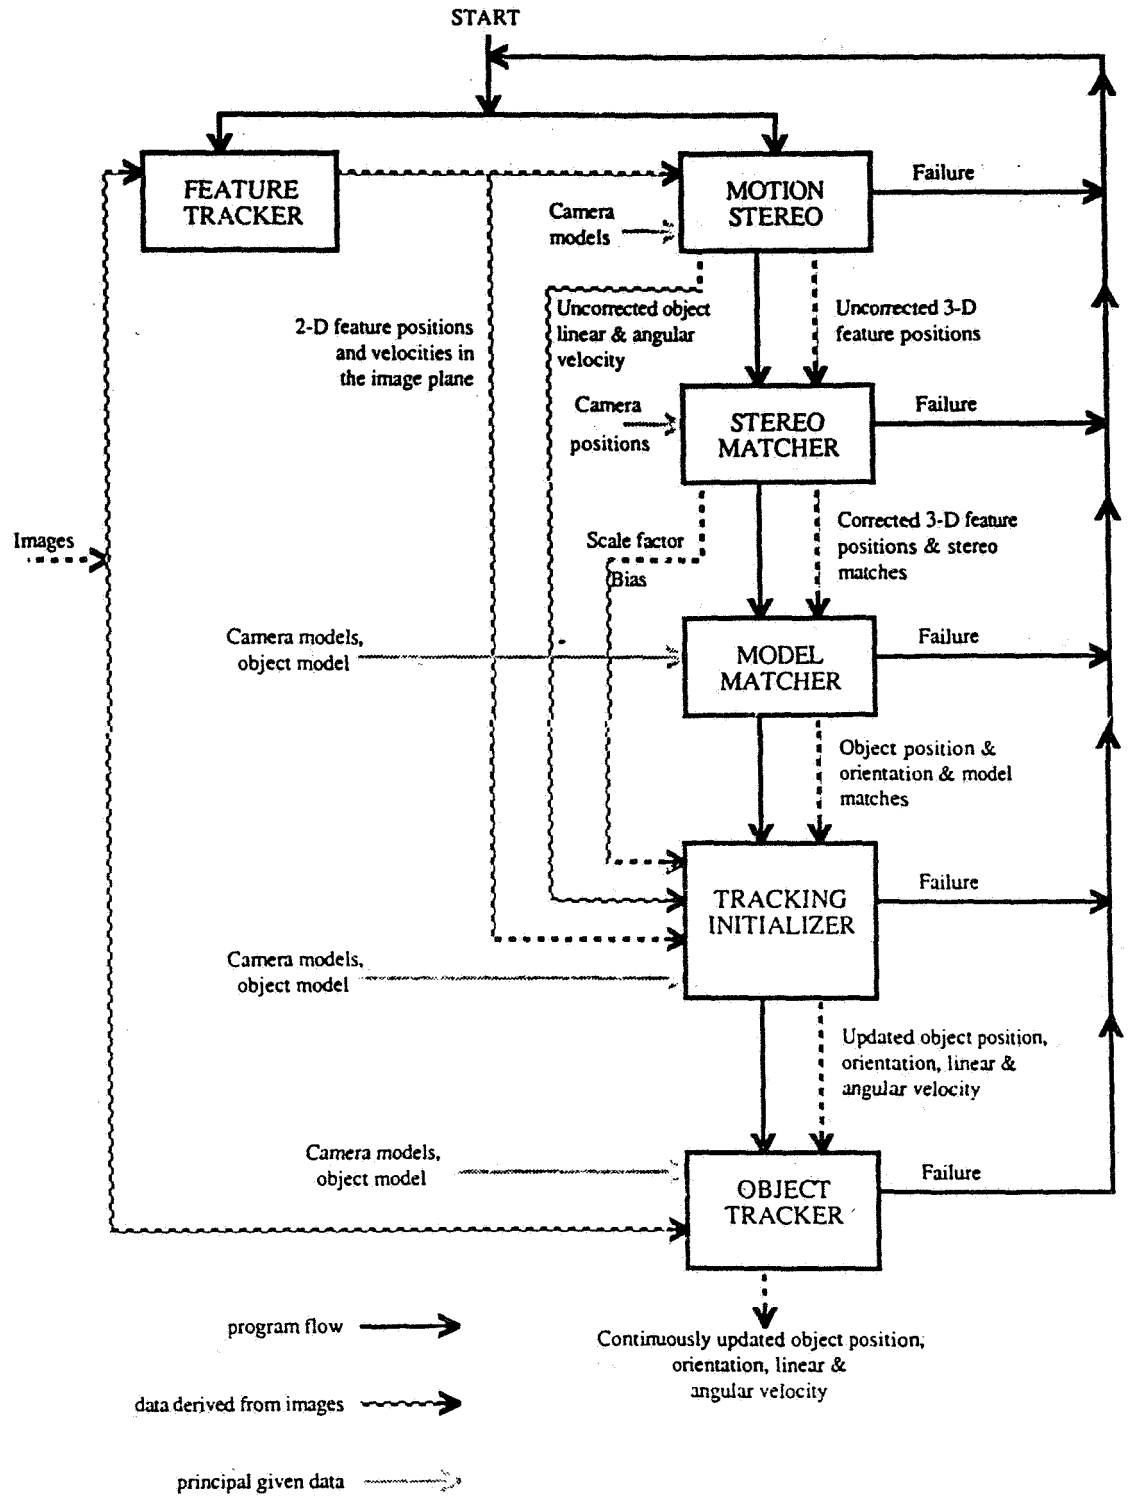 START
FEATURE
TRACKER
MOTION
STEREO
Failure
Camera
models
2-D feature positions
and velocities in
the image plane
Uncorrected object
linear & angular
velocity
Uncorrected 3-D
feature positions
Camera
positions
STEREO
MATCHER
Failure
Images
Scale factor
Bias
Corrected 3-D feature
positions & stereo
matches
Camera models,
object model
MODEL
MATCHER
Failure
Object position &
orientation & model
matches
TRACKING
INITIALIZER
Failure
Camera models,
object model
Updated object position,
orientation, linear &
angular velocity
Camera models,
object model
OBJECT
TRACKER
Failure
Continuously updated object position,
orientation, linear &
angular velocity
program flow
data derived from images
principal given data